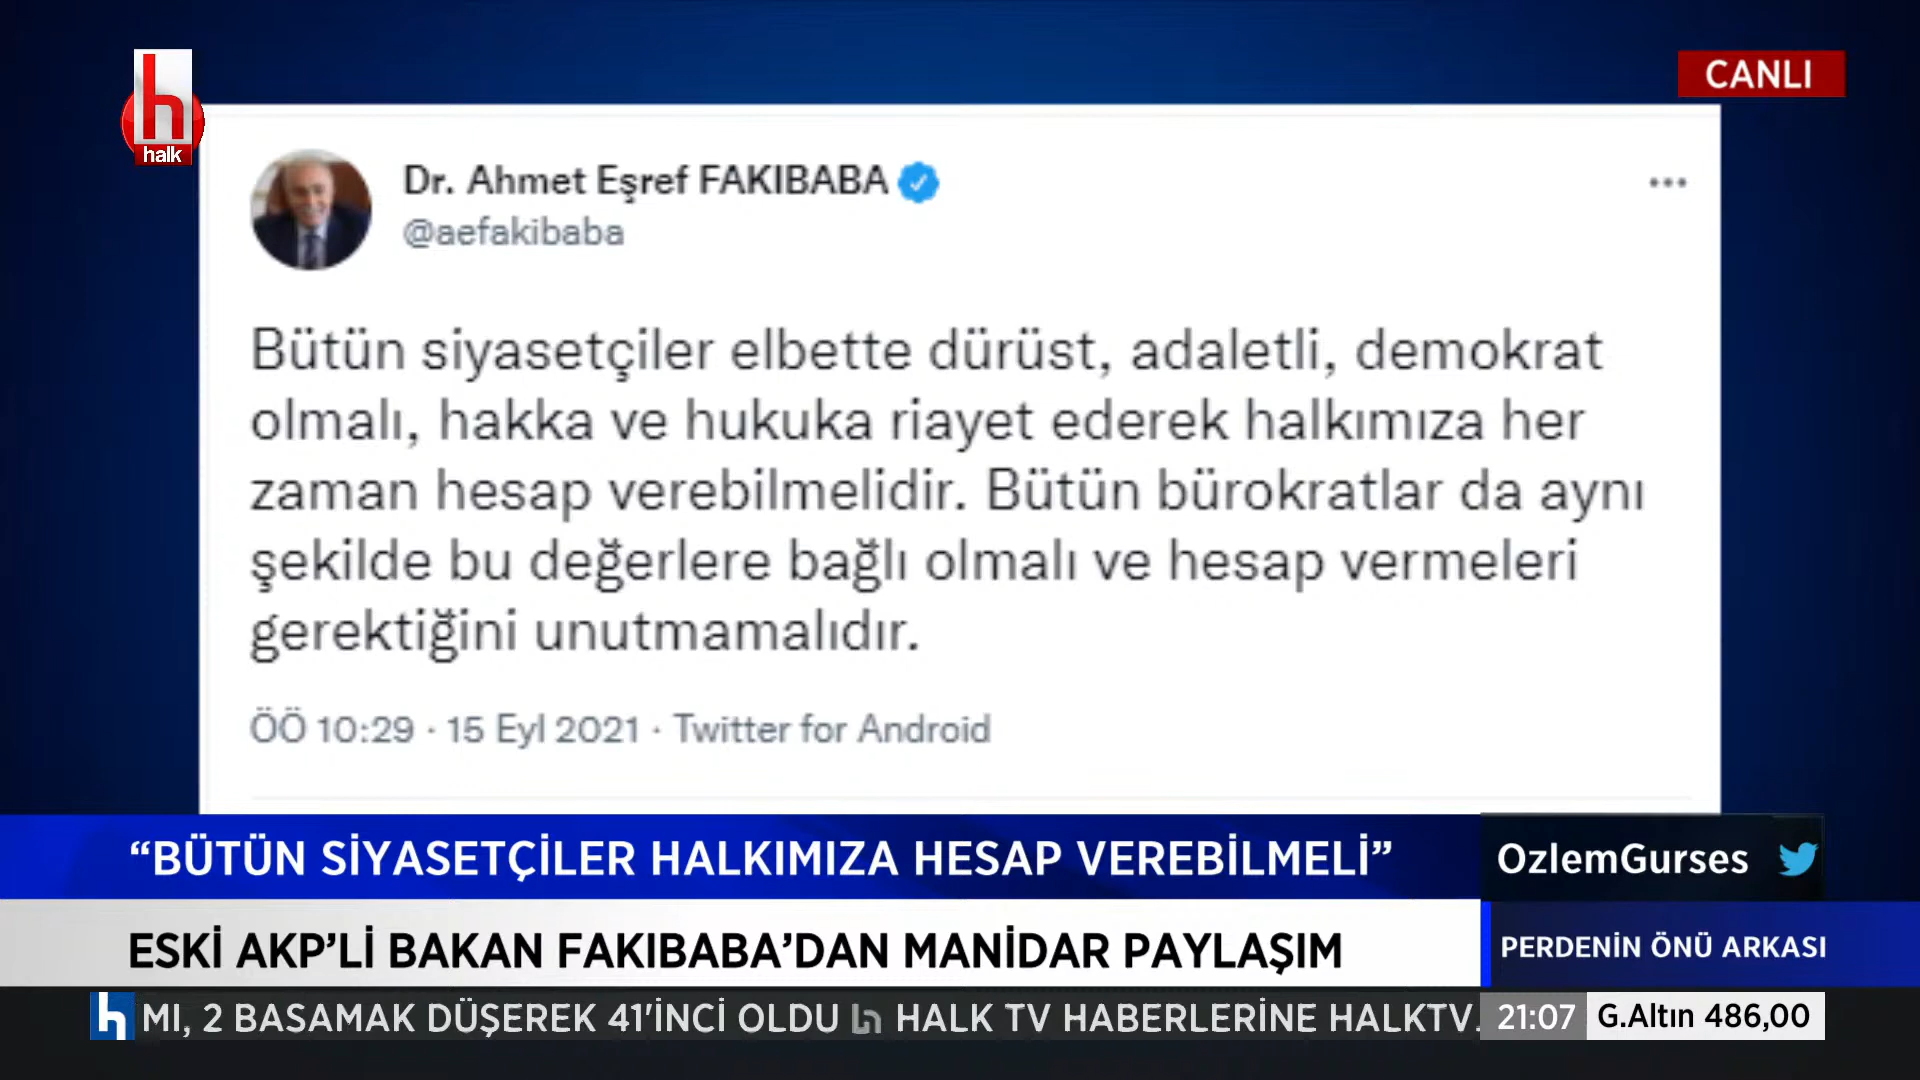 h
halk
CANLI
Dr. Ahmet Eşref FAKIBABA
@aefakibaba
Bütün siyasetçiler elbette dürüst, adaletli, demokrat
olmalı, hakka ve hukuka riayet ederek halkımıza her
zaman hesap verebilmelidir. Bütün bürokratlar da aynı
şekilde bu değerlere bağlı olmalı ve hesap vermeleri
gerektiğini unutmamalıdır.
ÖÖ 10:29 · 15 Eyl 2021 · Twitter for Android
“BÜTÜN SİYASETÇİLER HALKIMIZA HESAP VEREBİLMELİ”
OzlemGurses
ESKİ AKP’Lİ BAKAN FAKIBABA’DAN MANİDAR PAYLAŞIM
PERDENİN ÖNÜ ARKASI
h MI, 2 BASAMAK DÜŞEREK 41'İNCİ OLDU h HALK TV HABERLERİNE HALKTV.
21:07 G.Altın 486,00